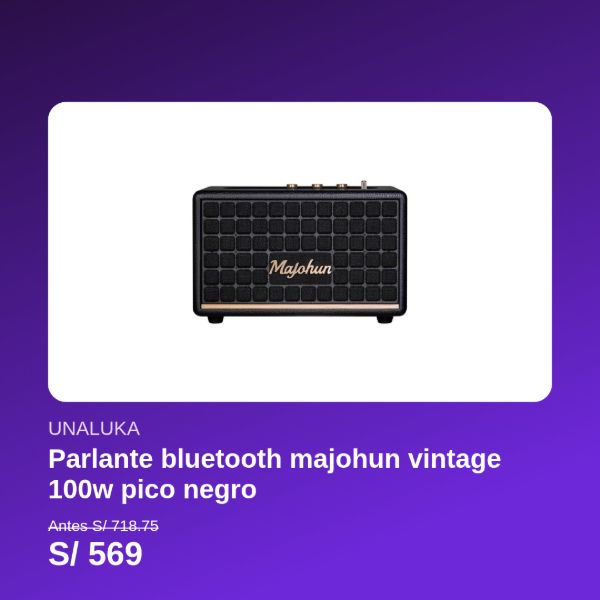 Majohun
UNALUKA
Parlante bluetooth majohun vintage
100w pico negro
Antes S/ 718.75
S/ 569